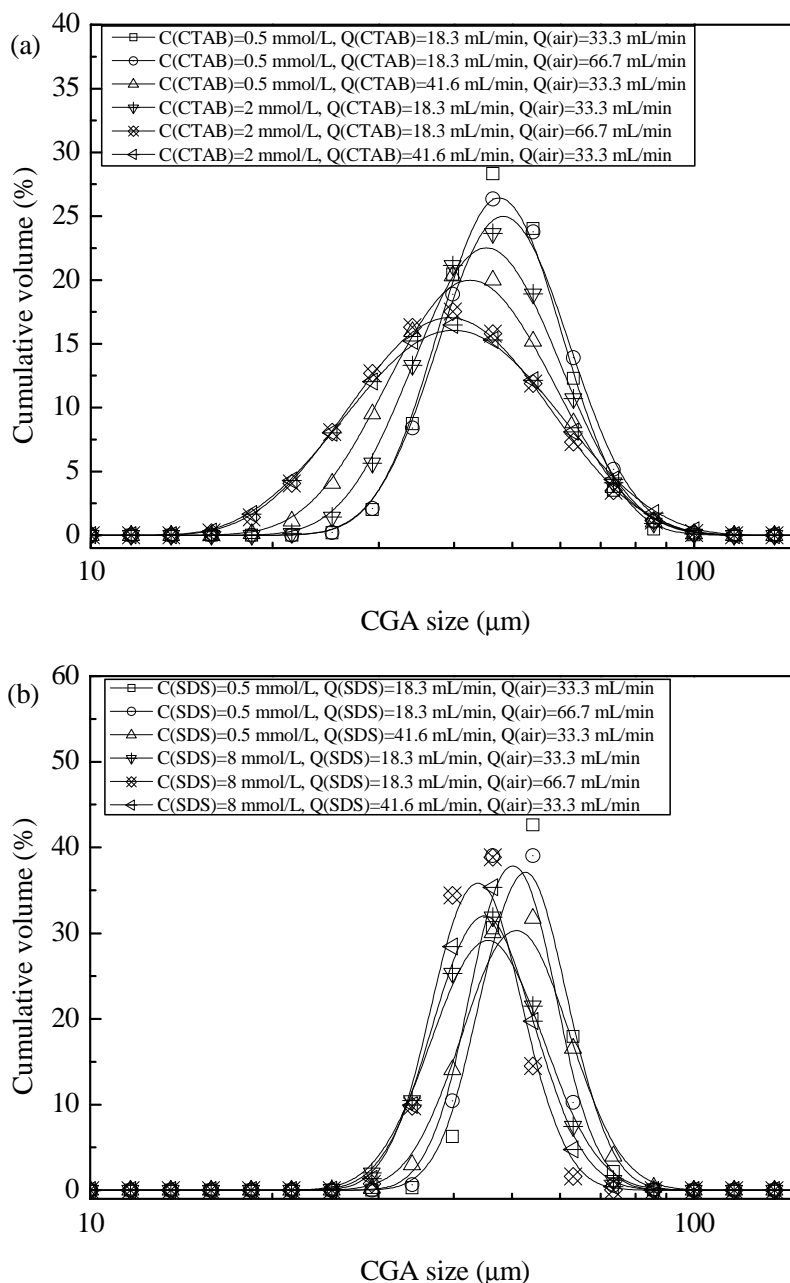 (a)
40
35
30
25
20
15
10
5
0
Cumulative volume (%)
C(CTAB)=0.5 mmol/L, Q(CTAB)=18.3 mL/min, Q(air)=33.3 mL/min
C(CTAB)=0.5 mmol/L, Q(CTAB)=18.3 mL/min, Q(air)=66.7 mL/min
C(CTAB)=0.5 mmol/L, Q(CTAB)=41.6 mL/min, Q(air)=33.3 mL/min
C(CTAB)=2 mmol/L, Q(CTAB)=18.3 mL/min, Q(air)=33.3 mL/min
C(CTAB)=2 mmol/L, Q(CTAB)=18.3 mL/min, Q(air)=66.7 mL/min
C(CTAB)=2 mmol/L, Q(CTAB)=41.6 mL/min, Q(air)=33.3 mL/min
10 100
CGA size (μm)
(b)
60
50
40
30
20
10
0
Cumulative volume (%)
C(SDS)=0.5 mmol/L, Q(SDS)=18.3 mL/min, Q(air)=33.3 mL/min
C(SDS)=0.5 mmol/L, Q(SDS)=18.3 mL/min, Q(air)=66.7 mL/min
C(SDS)=0.5 mmol/L, Q(SDS)=41.6 mL/min, Q(air)=33.3 mL/min
C(SDS)=8 mmol/L, Q(SDS)=18.3 mL/min, Q(air)=33.3 mL/min
C(SDS)=8 mmol/L, Q(SDS)=18.3 mL/min, Q(air)=66.7 mL/min
C(SDS)=8 mmol/L, Q(SDS)=41.6 mL/min, Q(air)=33.3 mL/min
10 100
CGA size (μm)